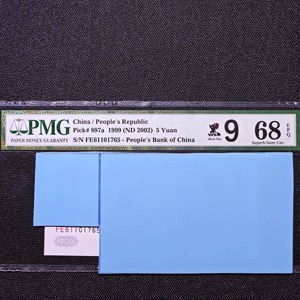 PMG
PAPER MONEY GUARANTY
China / People's Republic
Pick# 897a 1999 (ND 2002) 5 Yuan
S/N FE61101765 - People's Bank of China
9
68 EPQ
Superb Gem Unc
FE61101765